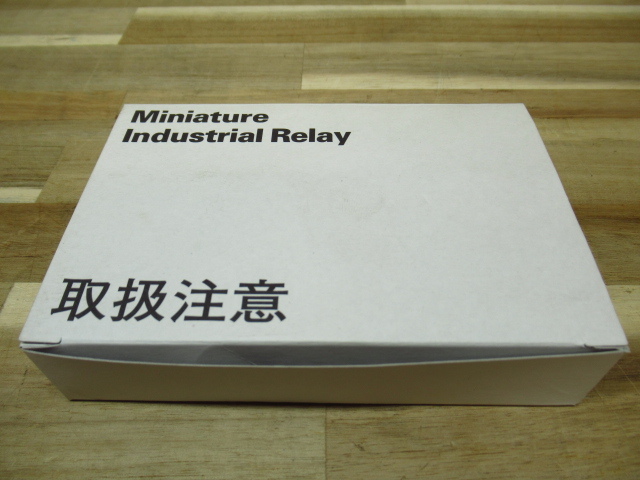 Miniature
Industrial Relay
取扱注意